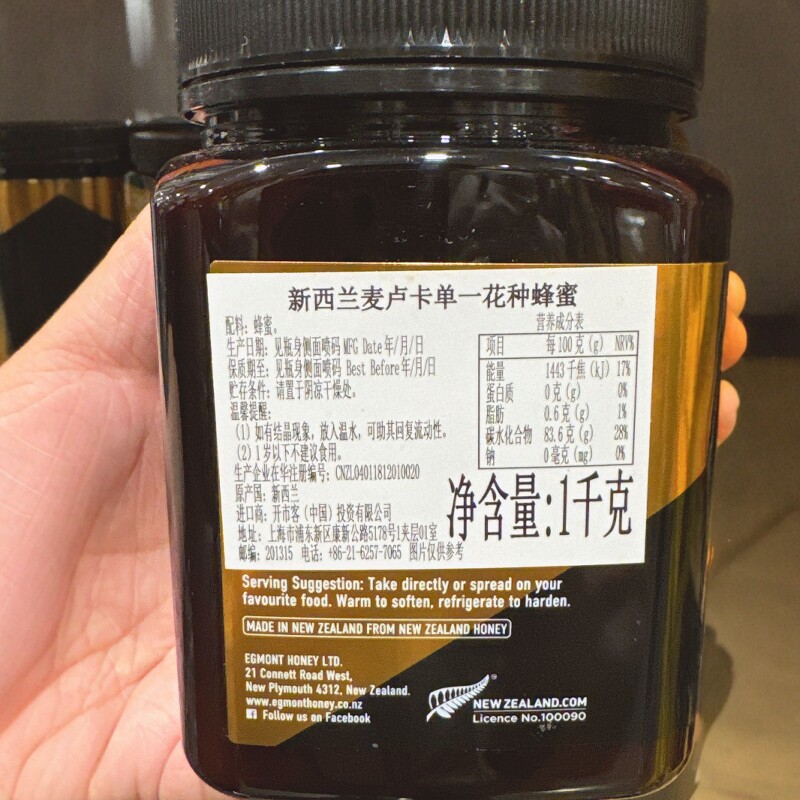 新西兰麦卢卡单一花种蜂蜜
配料：蜂蜜。
生产日期：见瓶身侧面喷码 MFG Date 年/月/日
保质期至：见瓶身侧面喷码 Best Before 年/月/日
贮存条件：请置于阴凉干燥处。
温馨提醒：
(1) 如有结晶现象，放入温水，可助其回复流动性。
(2) 1岁以下不建议食用。
生产企业在华注册编号：CNZL04011812010020
原产国：新西兰
进口商：开市客（中国）投资有限公司
地址：上海市浦东新区康新公路5178号1夹层01室
邮编：201315 电话：+86-21-6257-7065 图片仅供参考
营养成分表
项目 每100克(g) NRV%
能量 1443千焦(kJ) 17%
蛋白质 0克(g) 0%
脂肪 0.6克(g) 1%
碳水化合物 83.6克(g) 28%
钠 0毫克(mg) 0%
净含量:1千克
Serving Suggestion: Take directly or spread on your
favourite food. Warm to soften, refrigerate to harden.
MADE IN NEW ZEALAND FROM NEW ZEALAND HONEY
EGMONT HONEY LTD.
21 Connett Road West,
New Plymouth 4312, New Zealand.
www.egmonthoney.co.nz
Follow us on Facebook
NEW ZEALAND.COM
Licence No.100090